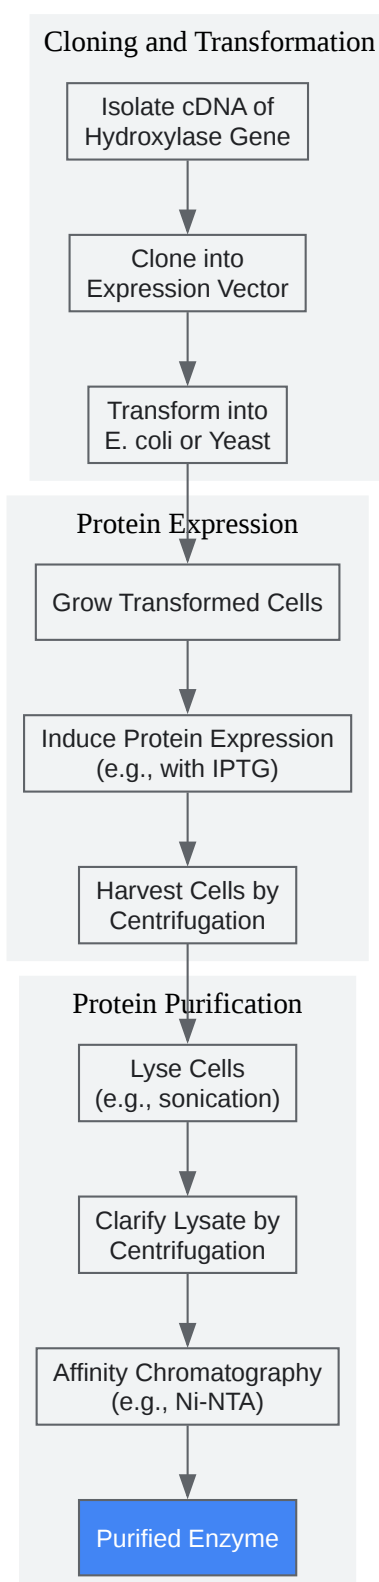 Cloning and Transformation
Isolate cDNA of
Hydroxylase Gene
Clone into
Expression Vector
Transform into
E. coli or Yeast
Protein Expression
Grow Transformed Cells
Induce Protein Expression
(e.g., with IPTG)
Harvest Cells by
Centrifugation
Protein Purification
Lyse Cells
(e.g., sonication)
Clarify Lysate by
Centrifugation
Affinity Chromatography
(e.g., Ni-NTA)
Purified Enzyme